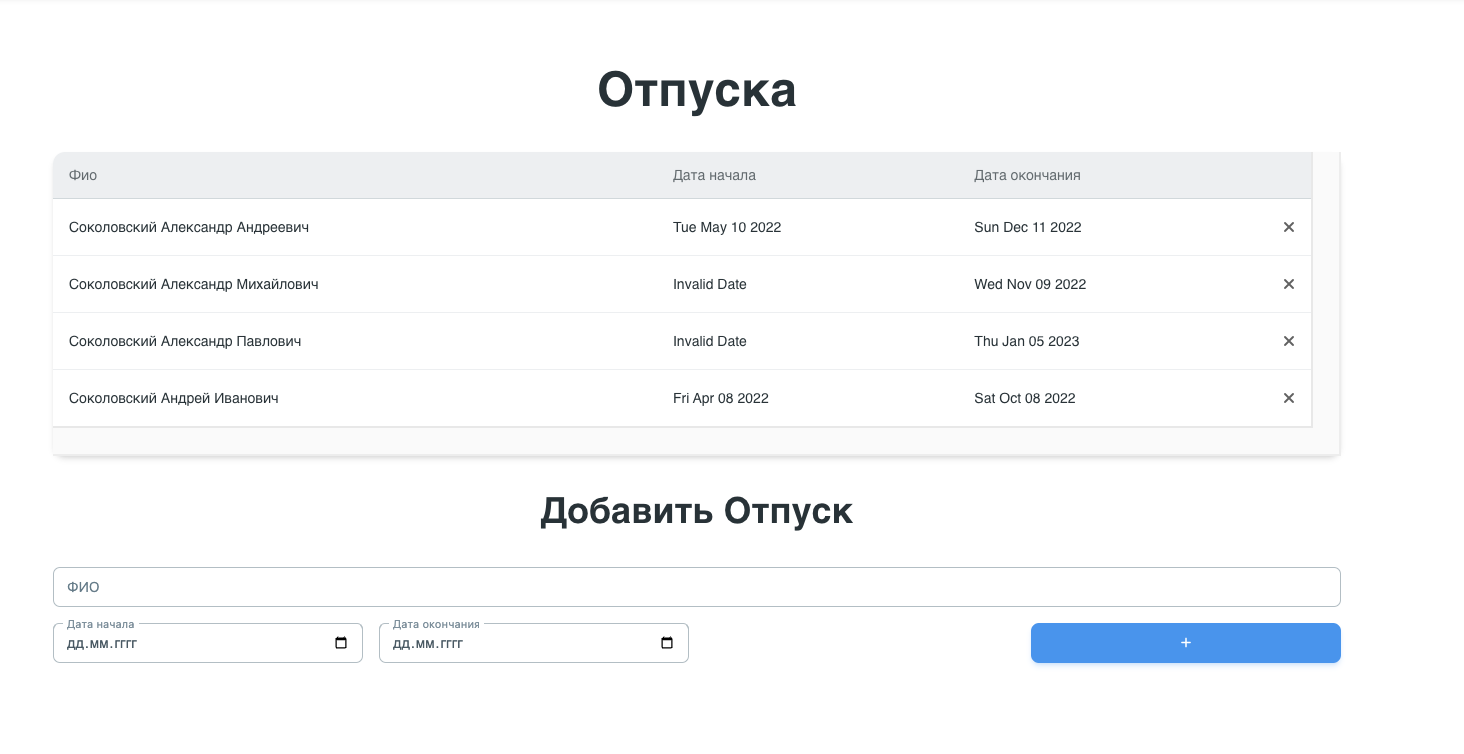 Отпуска
Фио Дата начала Дата окончания
Соколовский Александр Андреевич Tue May 10 2022 Sun Dec 11 2022
Соколовский Александр Михайлович Invalid Date Wed Nov 09 2022
Соколовский Александр Павлович Invalid Date Thu Jan 05 2023
Соколовский Андрей Иванович Fri Apr 08 2022 Sat Oct 08 2022
Добавить Отпуск
ФИО
Дата начала Дата окончания
дд.мм.гггг дд.мм.гггг +